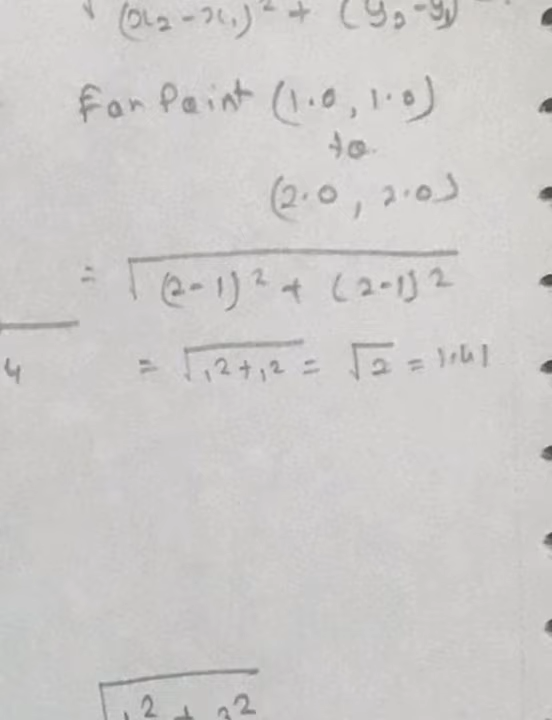 √(x₂-x₁)² + (y₂-y₁)
For Point (1.0, 1.0)
to
(2.0, 2.0)
= √(2-1)² + (2-1)²
4
= √1²+1² = √2 = 1.41